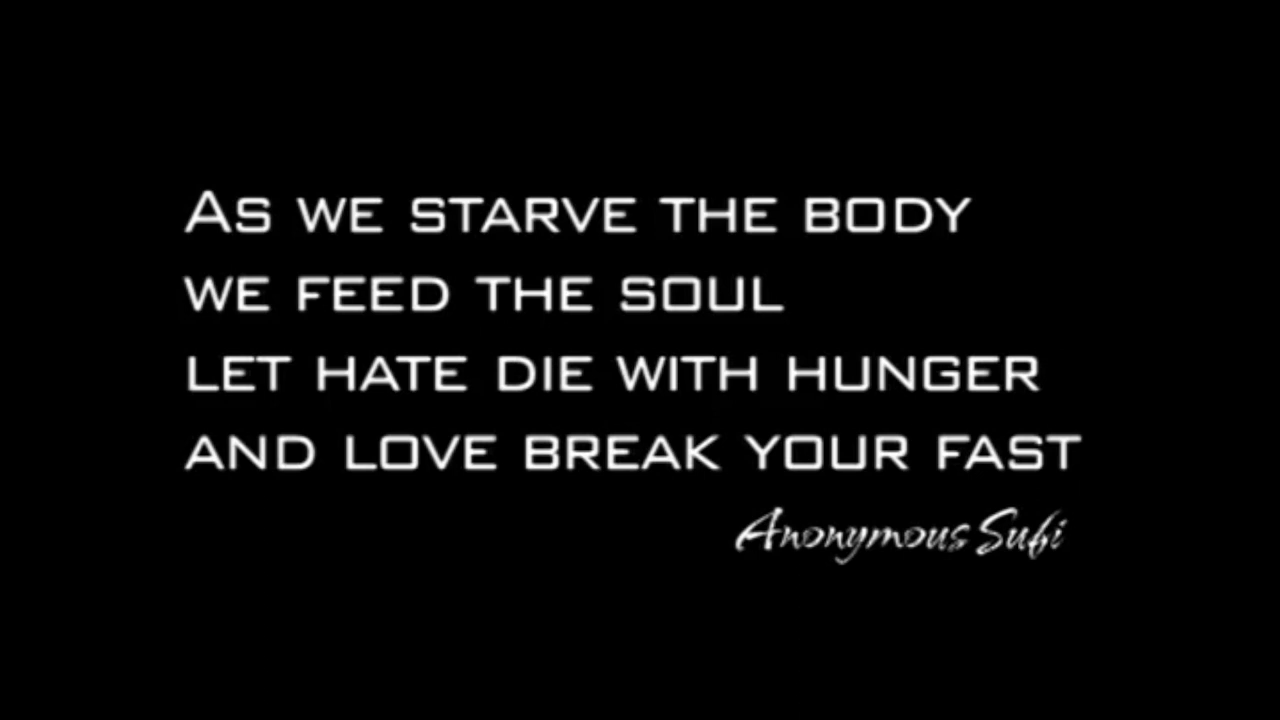 As we starve the body
we feed the soul
let hate die with hunger
and love break your fast
Anonymous Sufi